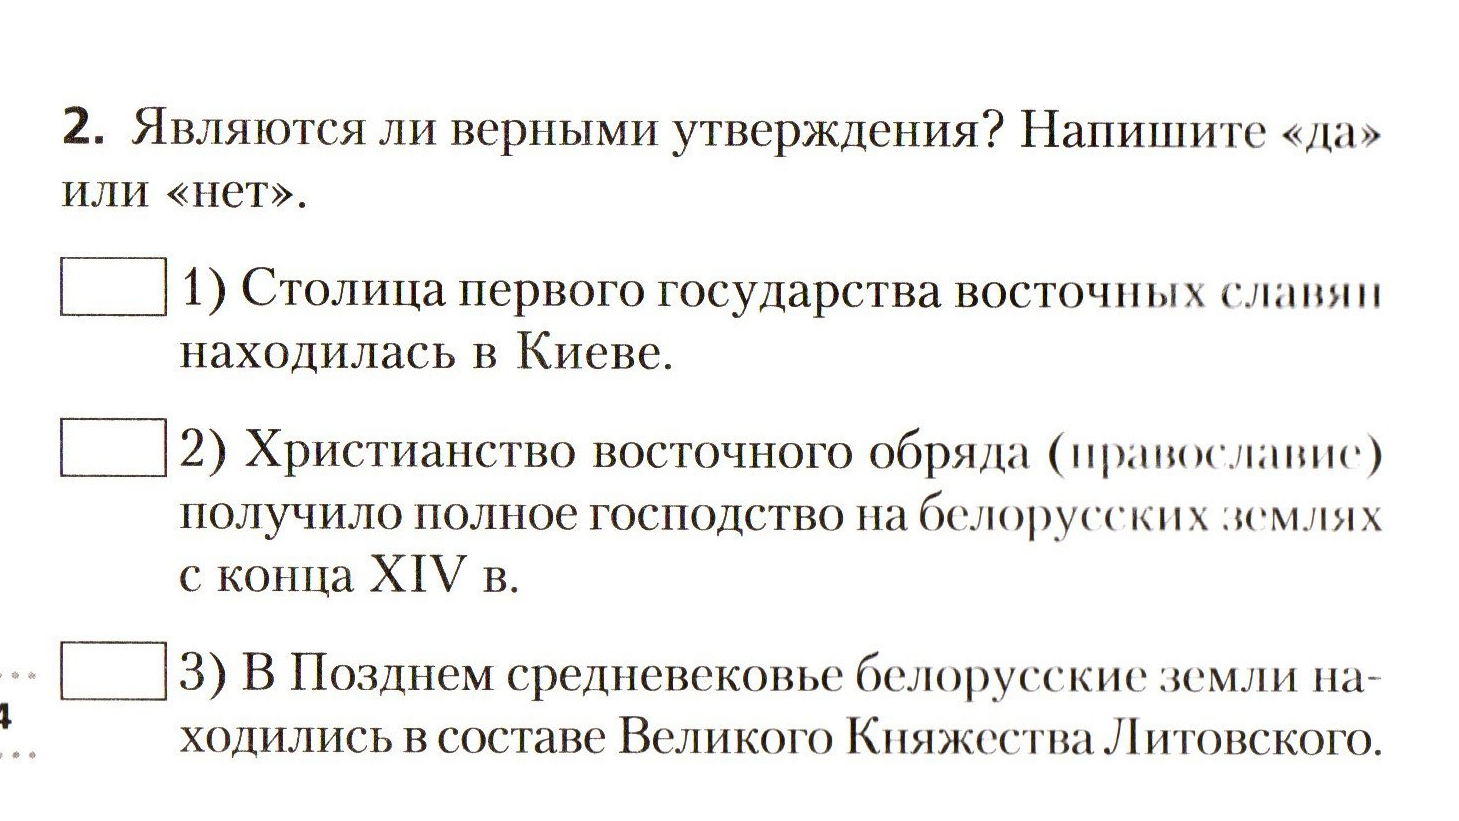 2. Являются ли верными утверждения? Напишите «да»
или «нет».
1) Столица первого государства восточных славян
находилась в Киеве.
2) Христианство восточного обряда (православие)
получило полное господство на белорусских землях
с конца XIV в.
3) В Позднем средневековье белорусские земли на-
4
ходились в составе Великого Княжества Литовского.